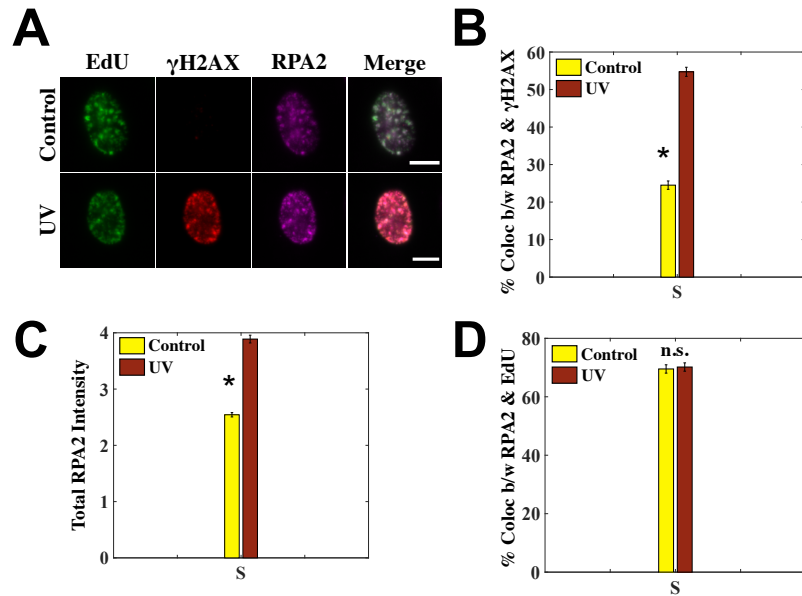 A
EdU γH2AX RPA2 Merge
Control
UV
B
% Coloc b/w RPA2 & γH2AX
60
50
40
30
20
10
0
Control
UV
*
S
C
Total RPA2 Intensity
4
3
2
1
0
Control
UV
*
S
D
% Coloc b/w RPA2 & EdU
80
60
40
20
0
Control
UV
n.s.
S